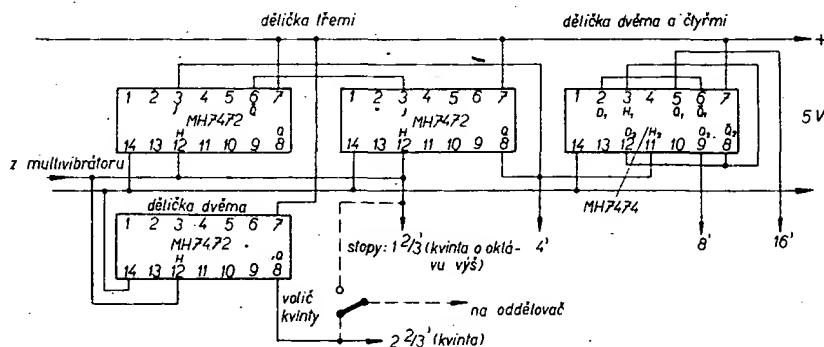 dělička třemi
dělička dvěma a čtyřmi
+
1 2 3 4 5 6 7
J Q̄
MH7472
H Q
14 13 12 11 10 9 8
1 2 3 4 5 6 7
J
MH7472
H Q
14 13 12 11 10 9 8
1 2 3 4 5 6 7
D₁ H₁ Q₁ Q̄₁
D₂ H₂ Q₂ Q̄₂
14 13 12 11 10 9 8
5 V
z multivibrátoru
MH7474
dělička dvěma
1 2 3 4 5 6 7
MH7472
H Q
14 13 12 11 10 9 8
stopy: 1 2/3' (kvinta o oktá-
vu výš)
4'
8'
16'
volič
kvinty
na oddělovač
2 2/3' (kvinta)